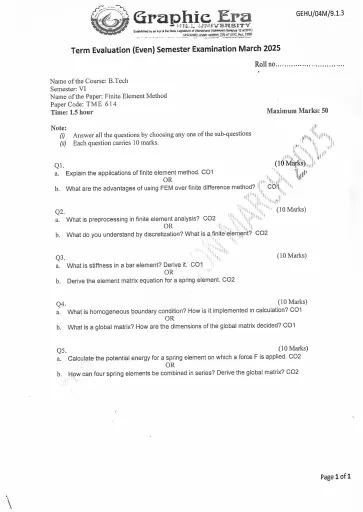 GEHU/04M/9.1.3
Graphic Era
HILL UNIVERSITY
Term Evaluation (Even) Semester Examination March 2025
Roll no..............................
Name of the Course: B.Tech
Semester: VI
Name of the Paper: Finite Element Method
Paper Code: TME 614
Time: 1.5 hour Maximum Marks: 50
Note:
(i) Answer all the questions by choosing any one of the sub-questions
(ii) Each question carries 10 marks.
Q1. (10 Marks)
a. Explain the applications of finite element method. CO1
OR
b. What are the advantages of using FEM over finite difference method? CO1
Q2. (10 Marks)
a. What is preprocessing in finite element analysis? CO2
OR
b. What do you understand by discretization? What is a finite element? CO2
Q3. (10 Marks)
a. What is stiffness in a bar element? Derive it. CO1
OR
b. Derive the element matrix equation for a spring element. CO2
Q4. (10 Marks)
a. What is homogeneous boundary condition? How is it implemented in calculation? CO1
OR
b. What is a global matrix? How are the dimensions of the global matrix decided? CO1
Q5. (10 Marks)
a. Calculate the potential energy for a spring element on which a force F is applied. CO2
OR
b. How can four spring elements be combined in series? Derive the global matrix? CO2
ON MARCH 2025
Page 1 of 1